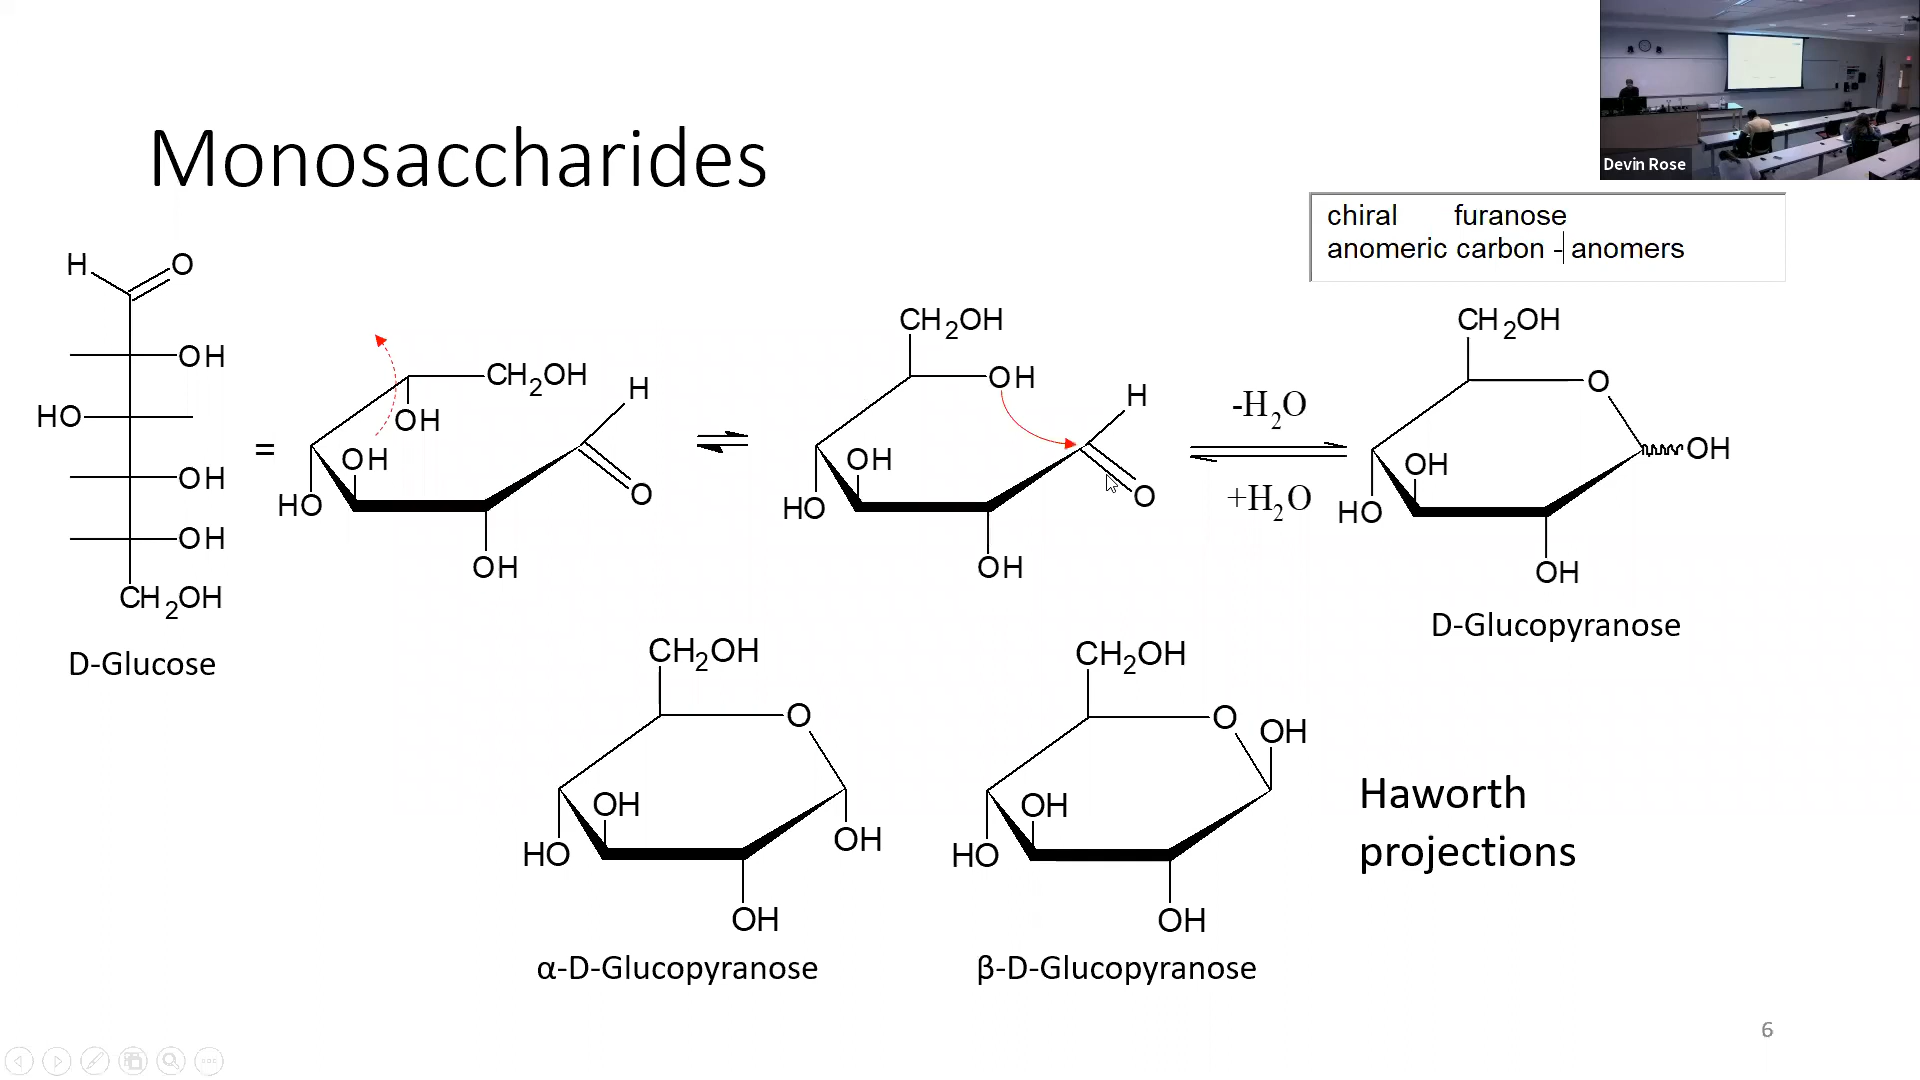 Devin Rose
Monosaccharides
chiral furanose
anomeric carbon - anomers
H O
OH
HO
OH
OH
CH2OH
D-Glucose
=
CH2OH
H
OH
OH
HO
O
OH
CH2OH
OH
H
OH
HO
O
OH
-H2O
+H2O
CH2OH
O
OH
OH
HO
OH
D-Glucopyranose
CH2OH
O
OH
HO
OH
OH
α-D-Glucopyranose
CH2OH
O
OH
OH
HO
OH
β-D-Glucopyranose
Haworth
projections
6